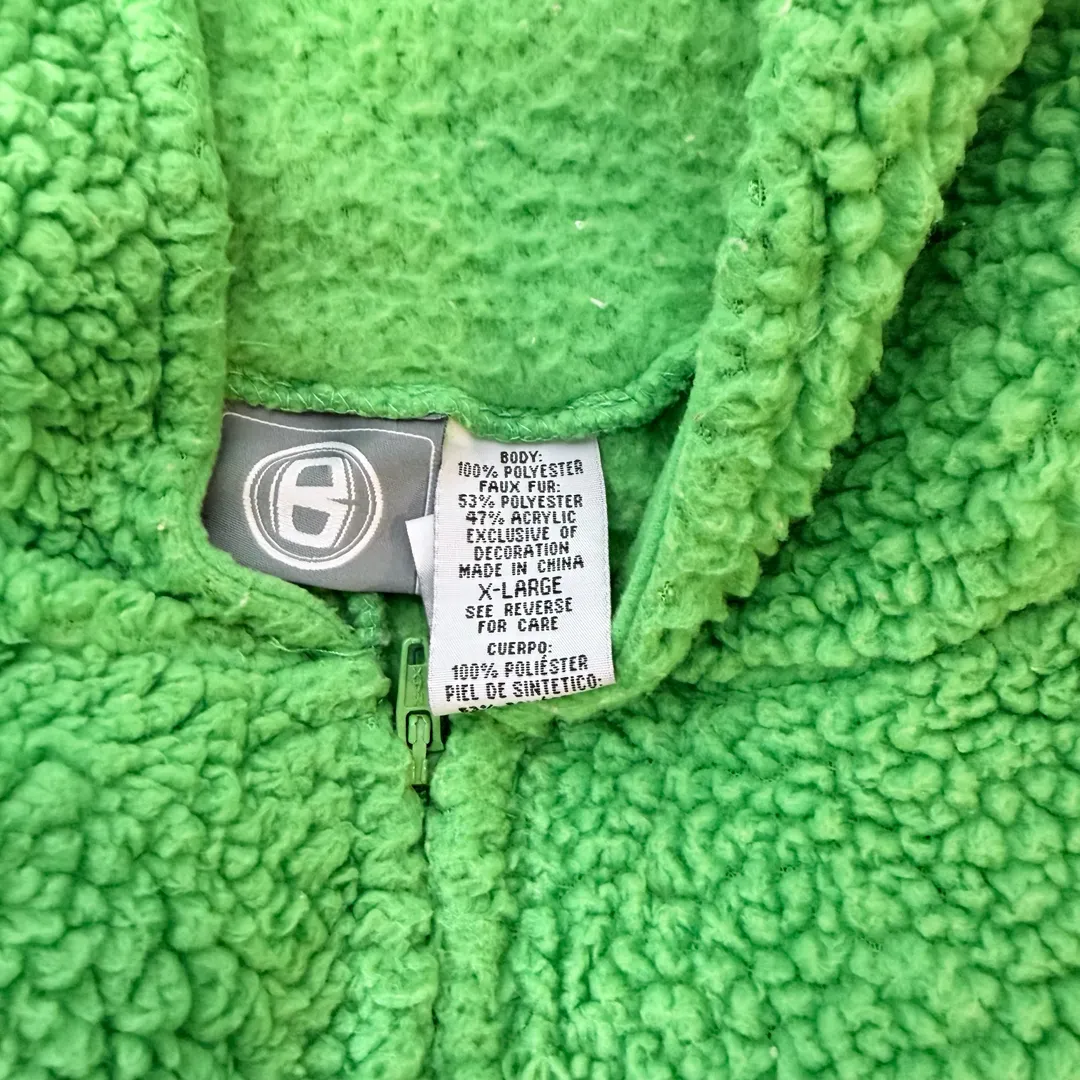 BODY:
100% POLYESTER
FAUX FUR:
53% POLYESTER
47% ACRYLIC
EXCLUSIVE OF
DECORATION
MADE IN CHINA
X-LARGE
SEE REVERSE
FOR CARE
CUERPO:
100% POLIÉSTER
PIEL DE SINTETICO:
53%